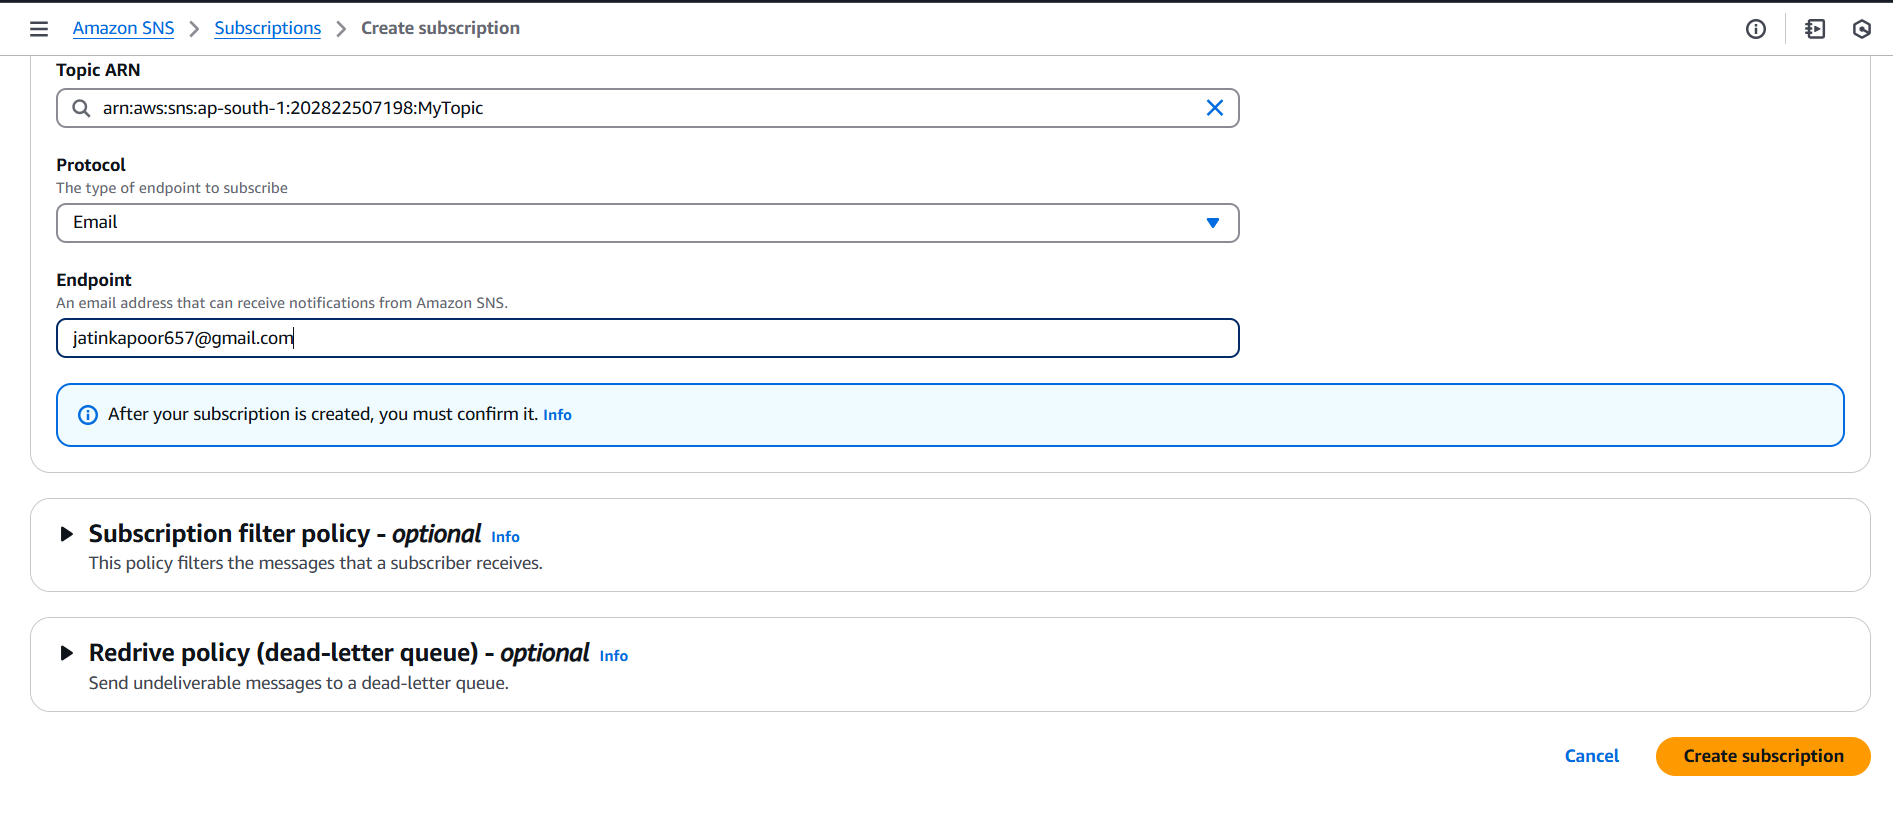 Amazon SNS > Subscriptions > Create subscription
Topic ARN
arn:aws:sns:ap-south-1:202822507198:MyTopic
Protocol
The type of endpoint to subscribe
Email
Endpoint
An email address that can receive notifications from Amazon SNS.
jatinkapoor657@gmail.com
After your subscription is created, you must confirm it. Info
Subscription filter policy - optional Info
This policy filters the messages that a subscriber receives.
Redrive policy (dead-letter queue) - optional Info
Send undeliverable messages to a dead-letter queue.
Cancel Create subscription